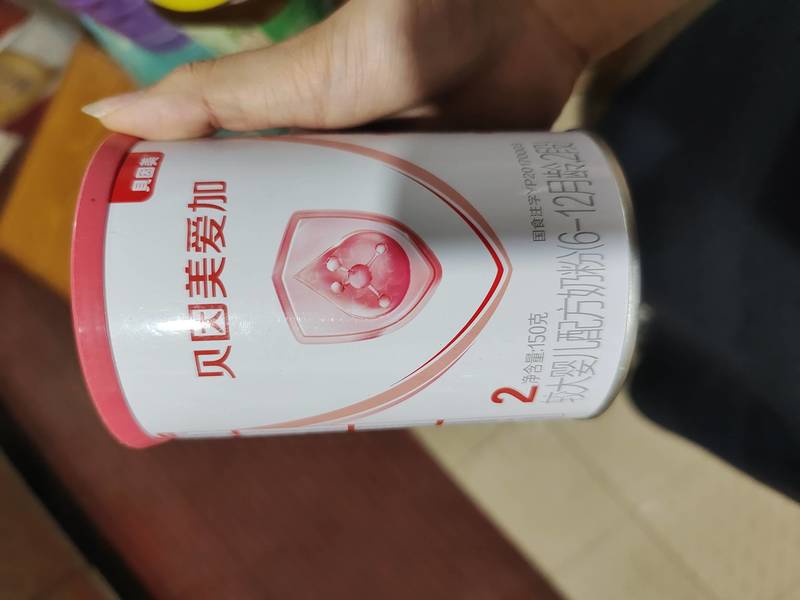 貝因美
贝因美爱加
国食注字YP20170003
净含量:150克
2
较大婴儿配方奶粉(6-12月龄,2段)